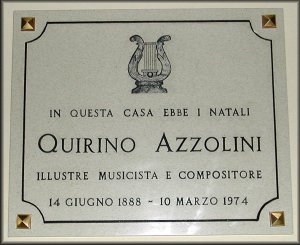 IN QUESTA CASA EBBE I NATALI
QUIRINO AZZOLINI
ILLUSTRE MUSICISTA E COMPOSITORE
14 GIUGNO 1888 - 10 MARZO 1974